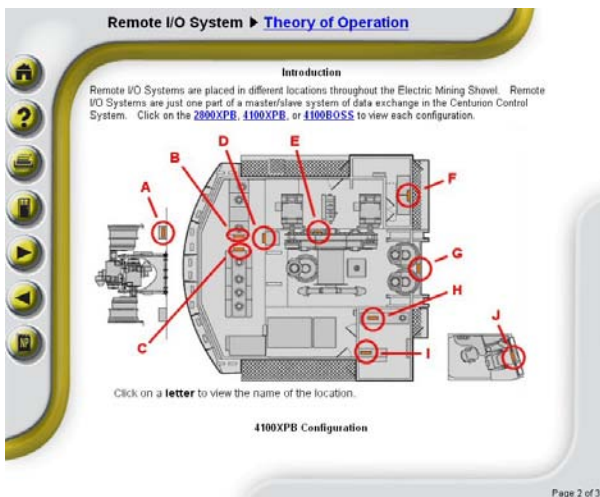 Remote I/O System ▶ Theory of Operation
Introduction
Remote I/O Systems are placed in different locations throughout the Electric Mining Shovel. Remote
I/O Systems are just one part of a master/slave system of data exchange in the Centurion Control
System. Click on the 2800XPB, 4100XPB, or 4100BOSS to view each configuration.
A
B
D
E
F
G
H
I
J
C
?
NP
Click on a letter to view the name of the location.
4100XPB Configuration
Page 2 of 3